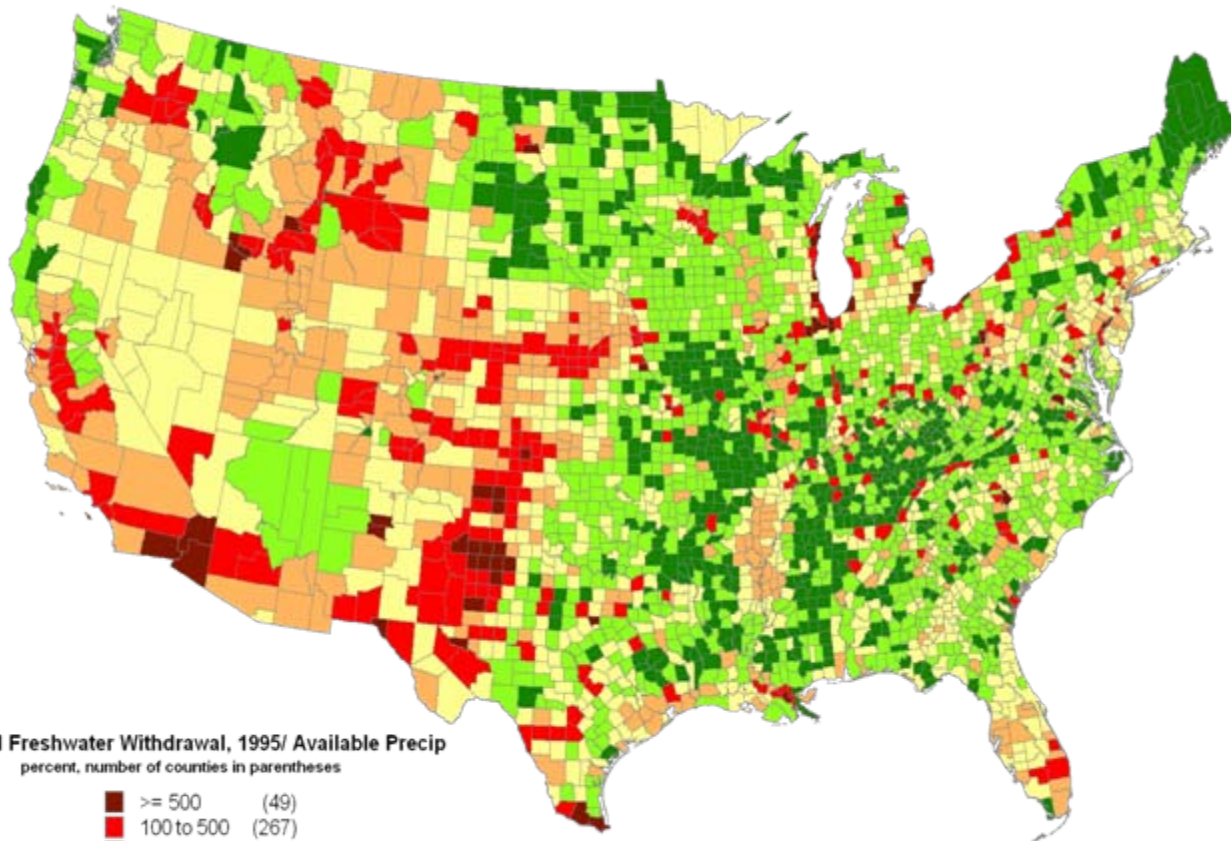 Freshwater Withdrawal, 1995/ Available Precip
percent, number of counties in parentheses
>= 500 (49)
100 to 500 (267)